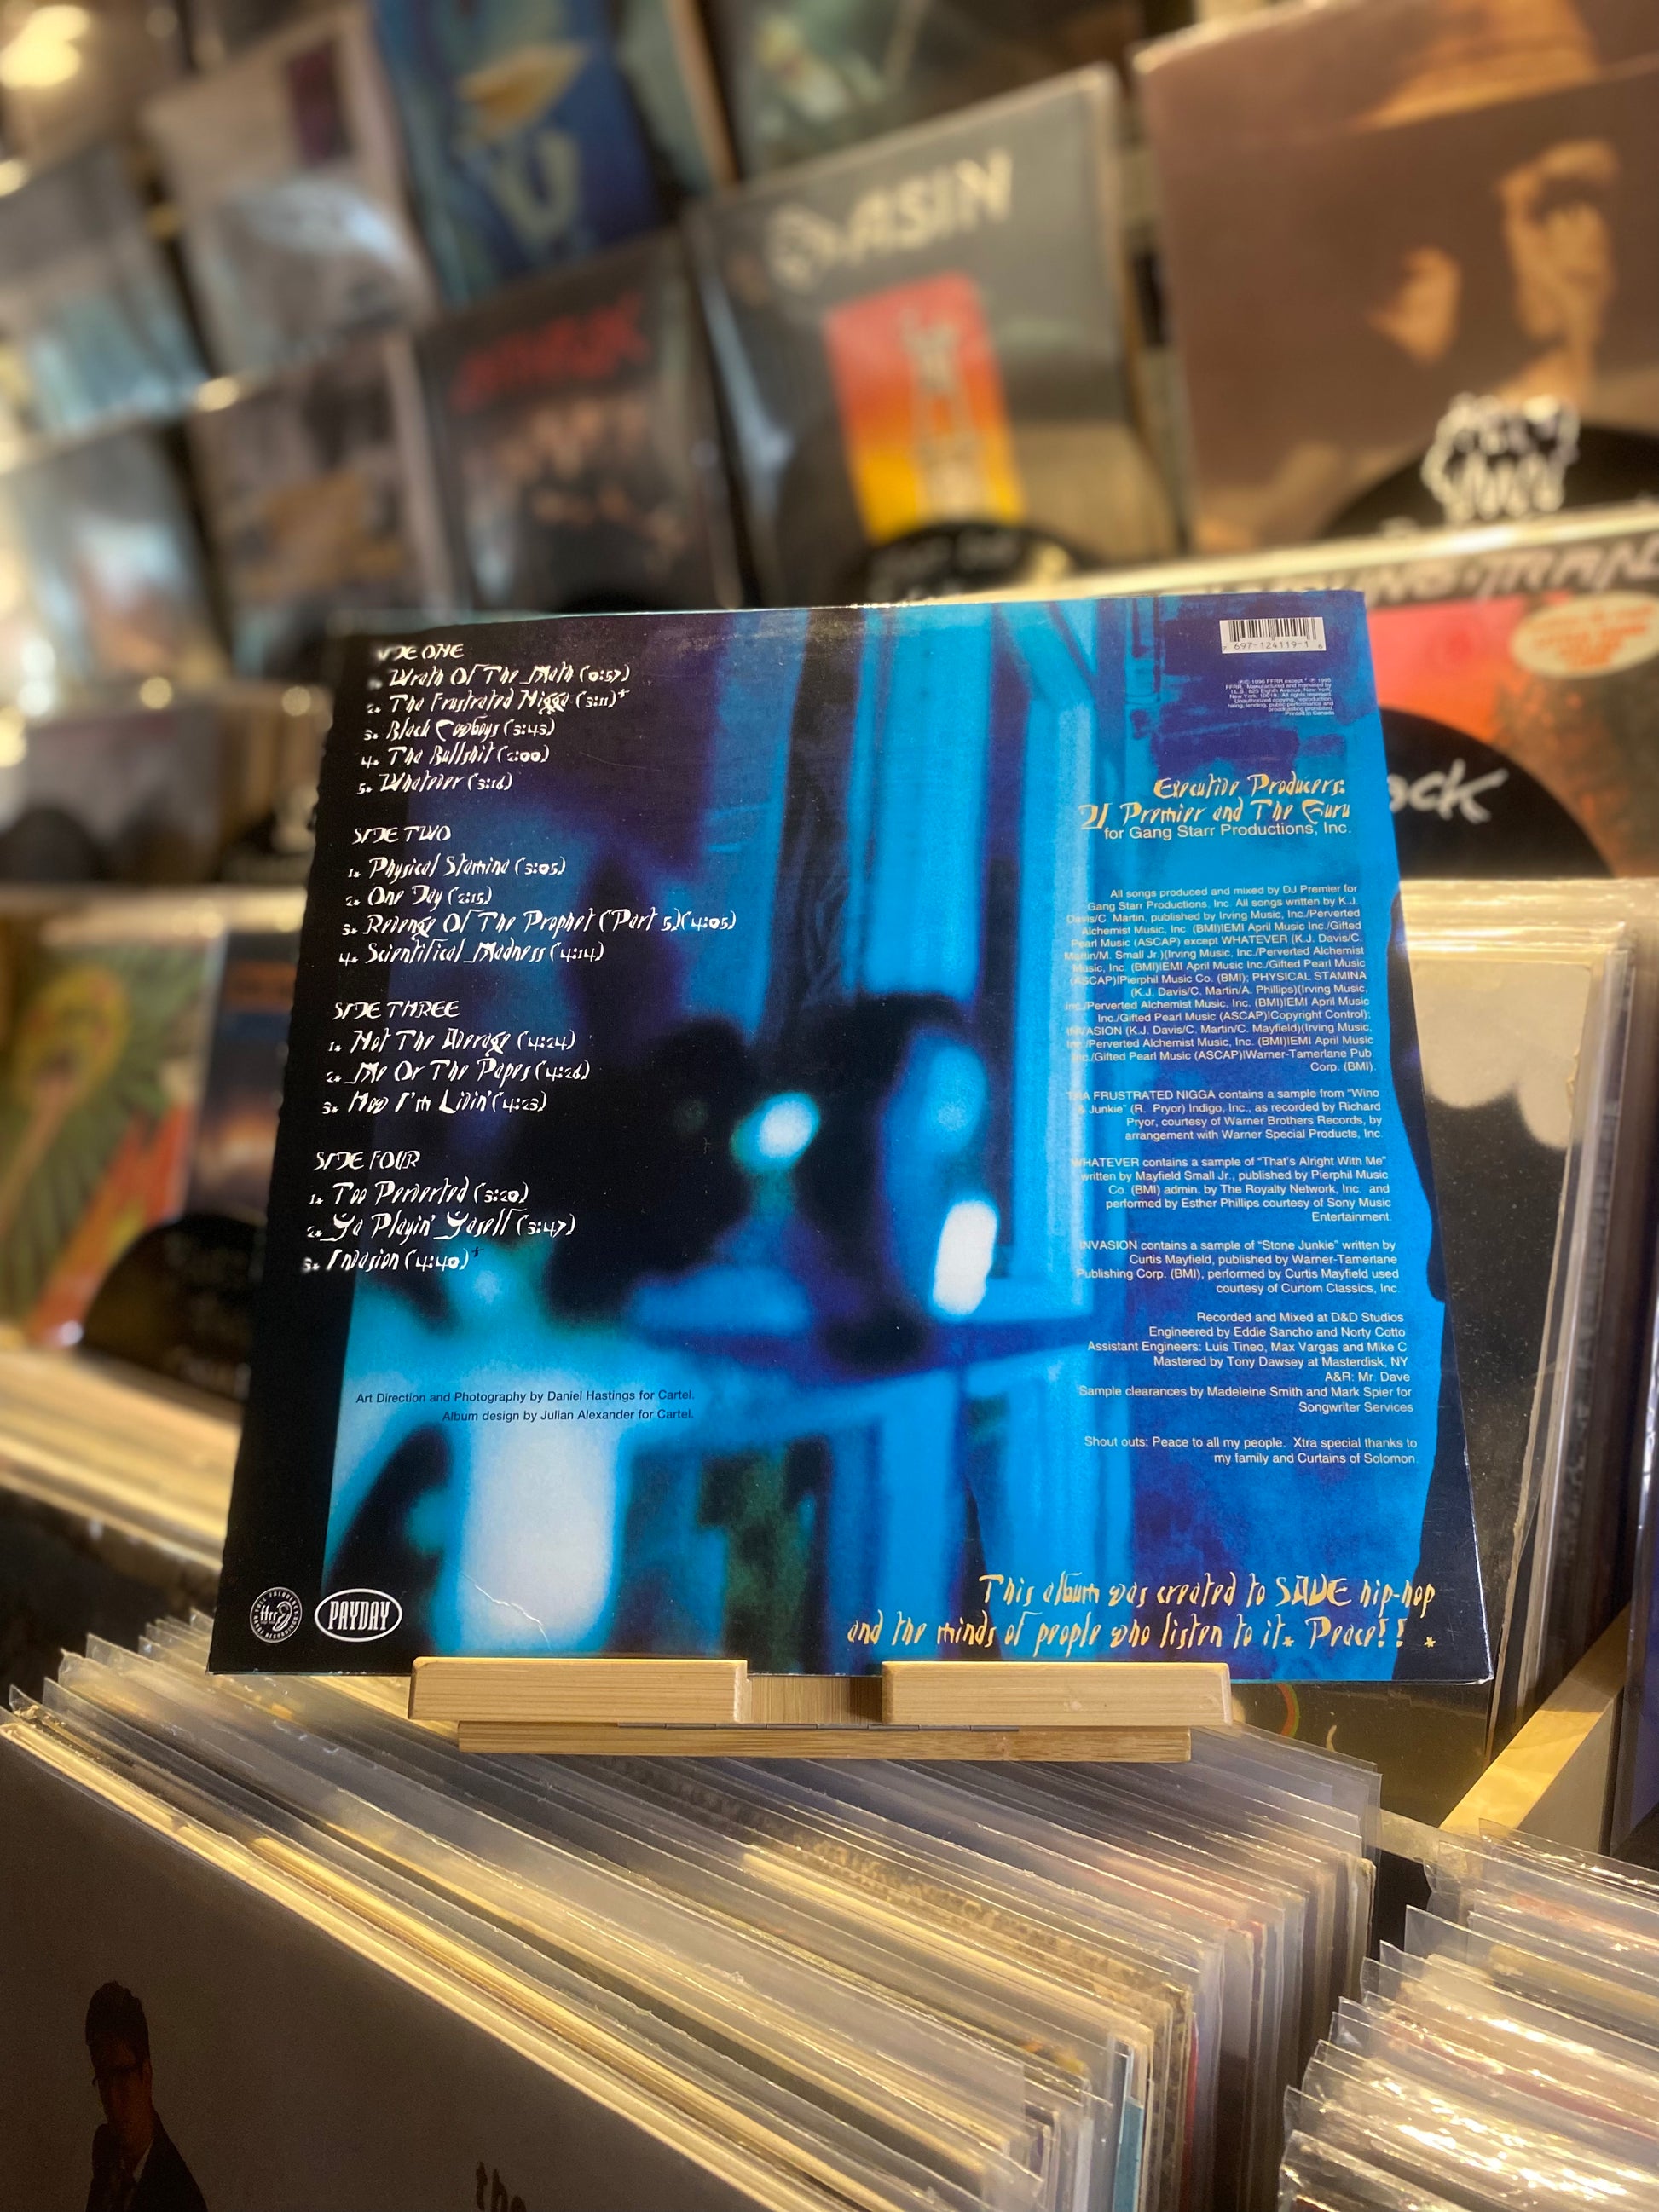 ASIN
SIDE ONE
Wrath Of The Math (0:57)
2. Tha Frustrated Nigga (3:11)+
3. Black Cowboys (3:43)
4. Tha Bullshit (2:00)
5. Whatever (3:16)
SIDE TWO
1. Physical Stamina (3:05)
2. One Day (2:15)
3. Revenge Of The Prophet (Part 5)(4:05)
4. Scientifical Madness (4:14)
SIDE THREE
1. Not The Average (4:24)
2. Me Or The Papes (4:26)
3. How I'm Livin' (4:23)
SIDE FOUR
1. Too Perverted (3:20)
2. Ya Playin' Yaself (3:47)
3. Invasion (4:40)+
Art Direction and Photography by Daniel Hastings for Cartel.
Album design by Julian Alexander for Cartel.
PAYDAY
7 697-124119-1 6
Executive Producers:
DJ Premier and The Guru
for Gang Starr Productions, Inc.
All songs produced and mixed by DJ Premier for
Gang Starr Productions. Inc. All songs written by K.J.
Davis/C. Martin, published by Irving Music, Inc./Perverted
Alchemist Music, Inc. (BMI)|EMI April Music Inc./Gifted
Pearl Music (ASCAP) except WHATEVER (K.J. Davis/C.
Martin/M. Small Jr.)(Irving Music, Inc./Perverted Alchemist
Music, Inc. (BMI)|EMI April Music Inc./Gifted Pearl Music
(ASCAP)|Pierphil Music Co. (BMI); PHYSICAL STAMINA
(K.J. Davis/C. Martin/A. Phillips)(Irving Music,
Inc./Perverted Alchemist Music, Inc. (BMI)|EMI April Music
Inc./Gifted Pearl Music (ASCAP)|Copyright Control);
INVASION (K.J. Davis/C. Martin/C. Mayfield)(Irving Music,
Inc./Perverted Alchemist Music, Inc. (BMI)|EMI April Music
Inc./Gifted Pearl Music (ASCAP)|Warner-Tamerlane Pub.
Corp. (BMI).
THA FRUSTRATED NIGGA contains a sample from "Wino
& Junkie" (R. Pryor) Indigo, Inc., as recorded by Richard
Pryor, courtesy of Warner Brothers Records, by
arrangement with Warner Special Products, Inc.
WHATEVER contains a sample of "That's Alright With Me"
written by Mayfield Small Jr., published by Pierphil Music
Co. (BMI) admin. by The Royalty Network, Inc. and
performed by Esther Phillips courtesy of Sony Music
Entertainment.
INVASION contains a sample of "Stone Junkie" written by
Curtis Mayfield, published by Warner-Tamerlane
Publishing Corp. (BMI), performed by Curtis Mayfield used
courtesy of Curtom Classics, Inc.
Recorded and Mixed at D&D Studios
Engineered by Eddie Sancho and Norty Cotto
Assistant Engineers: Luis Tineo, Max Vargas and Mike C
Mastered by Tony Dawsey at Masterdisk, NY
A&R: Mr. Dave
Sample clearances by Madeleine Smith and Mark Spier for
Songwriter Services
Shout outs: Peace to all my people. Xtra special thanks to
my family and Curtains of Solomon.
This album was created to SAVE hip-hop
and the minds of people who listen to it. Peace!! *
the